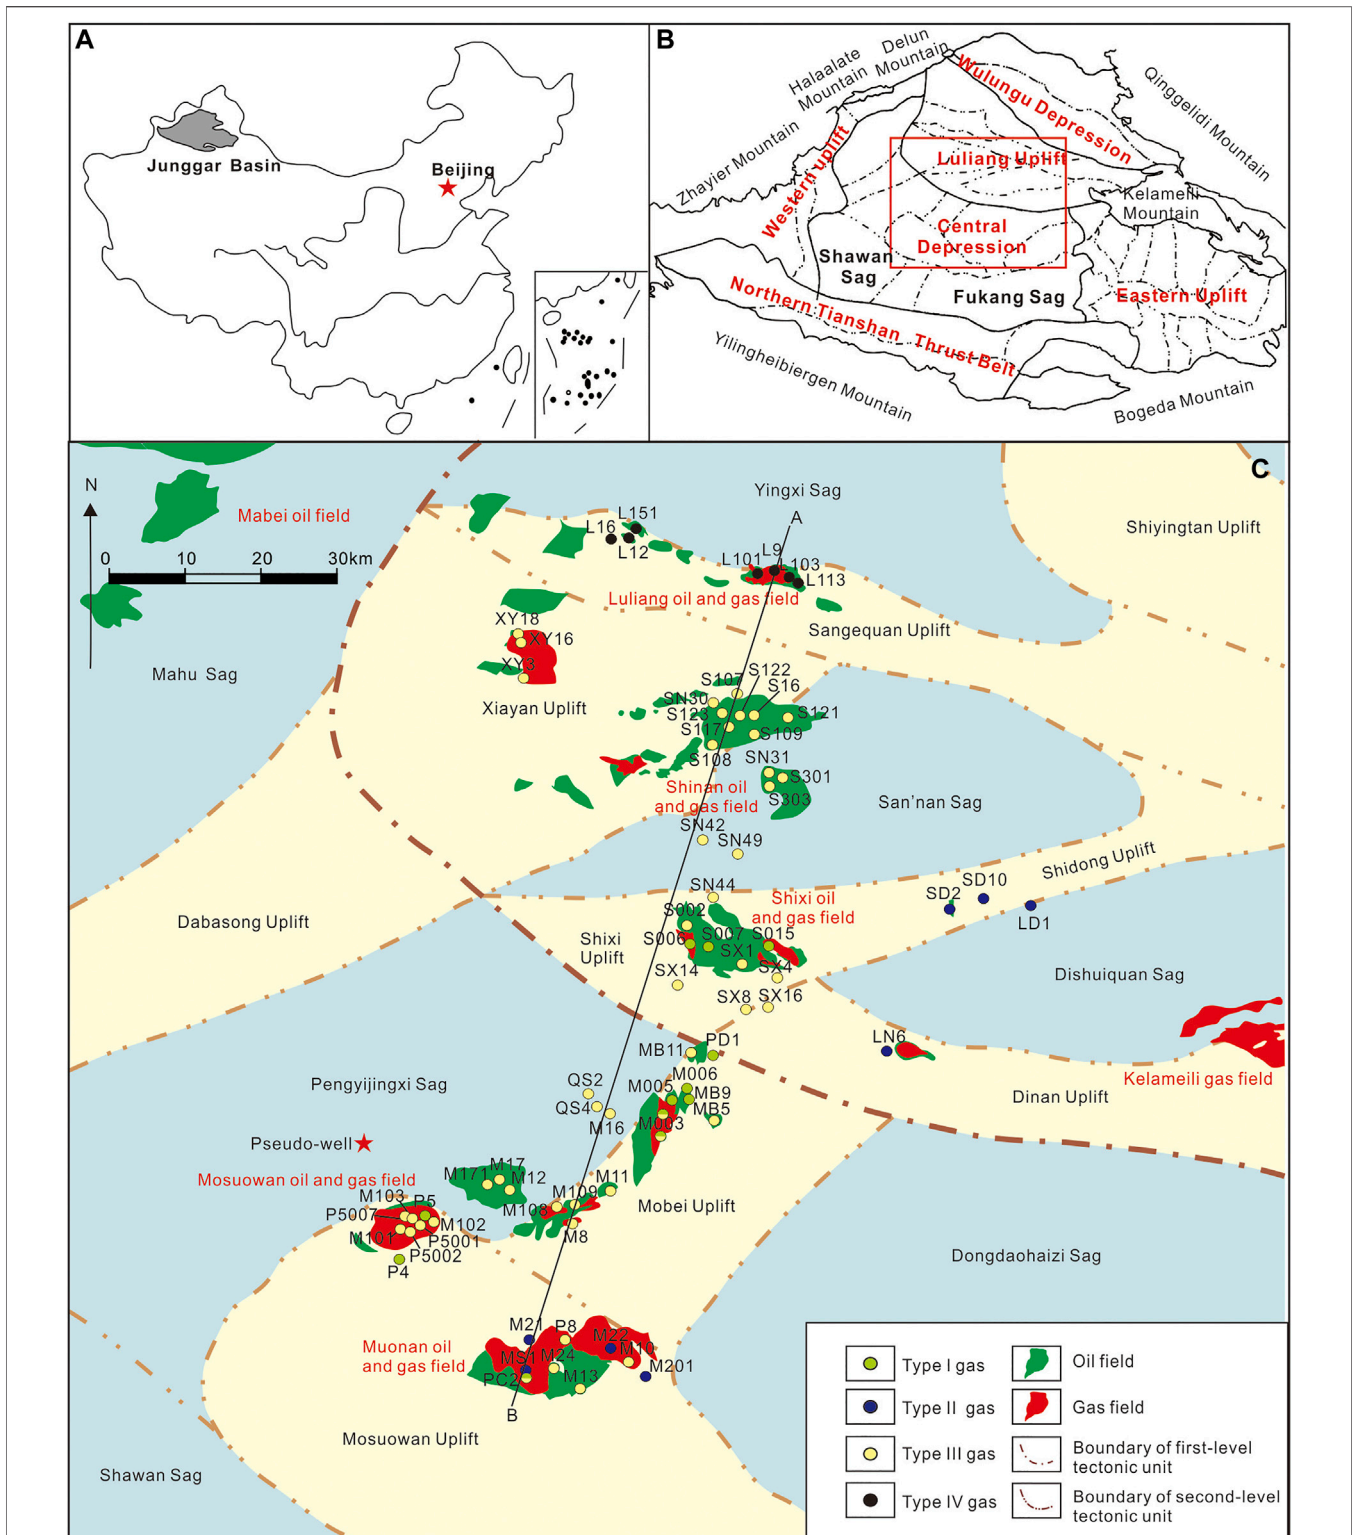 A
Junggar Basin
Beijing
B
Halaalate
Mountain
Delun
Mountain
Zhayier Mountain
Qinggelidi Mountain
Wulungu Depression
Western uplift
Luliang Uplift
Kelameili
Mountain
Central
Depression
Shawan
Sag
Fukang Sag
Eastern Uplift
Northern Tianshan Thrust Belt
Yilingheibiergen Mountain
Bogeda Mountain
C
N
0 10 20 30km
Mabei oil field
Yingxi Sag
A
Shiyingtan Uplift
L151
L16
L12
L9
L101
L103
L113
Luliang oil and gas field
Sangequan Uplift
Mahu Sag
XY18
XY16
XY3
Xiayan Uplift
S122
S107
S16
SN30
S123
S121
S117
S109
S108
SN31
S301
S303
Shinan oil
and gas field
San'nan Sag
SN42
SN49
Shidong Uplift
SN44
SD10
SD2
LD1
Shixi oil
and gas field
Dabasong Uplift
S002
Shixi
Uplift
S006
S007
S015
SX1
SX14
SX4
SX8
SX16
Dishuiquan Sag
LN6
PD1
MB11
Kelameili gas field
Dinan Uplift
Pengyijingxi Sag
QS2
QS4
M16
M006
M005
MB9
MB5
M003
Pseudo-well
Mosuowan oil and gas field
M17
M171
M12
M11
M109
M108
M8
Mobei Uplift
M103
P5
P5007
M102
M101
P5001
P5002
P4
Dongdaohaizi Sag
M21
P8
M22
M10
Muonan oil
and gas field
MS1
M24
M201
PC2
M13
B
Mosuowan Uplift
Shawan Sag
Type I gas
Oil field
Type II gas
Gas field
Type III gas
Boundary of first-level
tectonic unit
Type IV gas
Boundary of second-level
tectonic unit